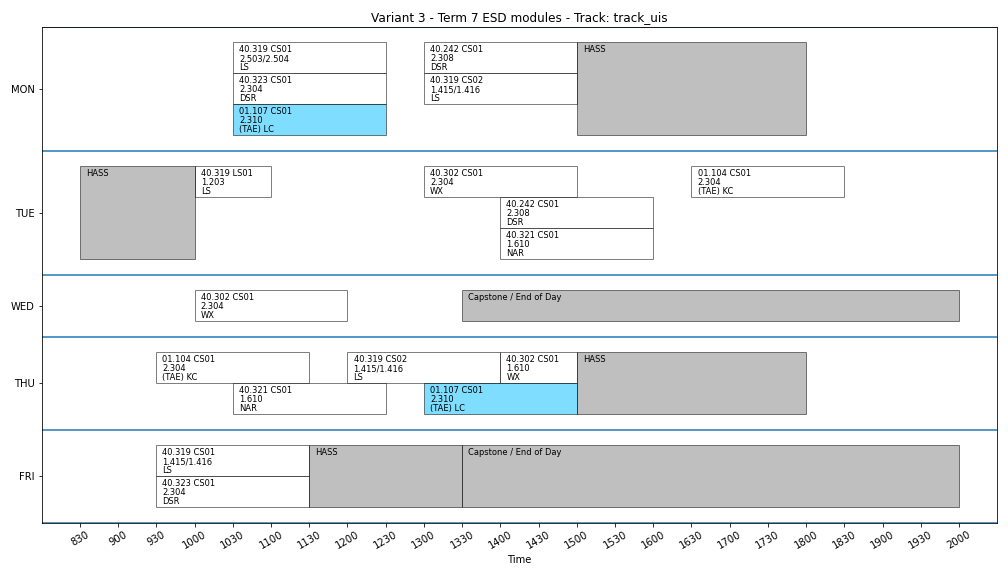 Variant 3 - Term 7 ESD modules - Track: track_uis
MON
40.319 CS01
2.503/2.504
LS
40.323 CS01
2.304
DSR
01.107 CS01
2.310
(TAE) LC
40.242 CS01
2.308
DSR
40.319 CS02
1.415/1.416
LS
HASS
TUE
HASS
40.319 LS01
1.203
LS
40.302 CS01
2.304
WX
40.242 CS01
2.308
DSR
40.321 CS01
1.610
NAR
01.104 CS01
2.304
(TAE) KC
WED
40.302 CS01
2.304
WX
Capstone / End of Day
THU
01.104 CS01
2.304
(TAE) KC
40.321 CS01
1.610
NAR
40.319 CS02
1.415/1.416
LS
01.107 CS01
2.310
(TAE) LC
40.302 CS01
1.610
WX
HASS
FRI
40.319 CS01
1.415/1.416
LS
40.323 CS01
2.304
DSR
HASS
Capstone / End of Day
830 900 930 1000 1030 1100 1130 1200 1230 1300 1330 1400 1430 1500 1530 1600 1630 1700 1730 1800 1830 1900 1930 2000
Time